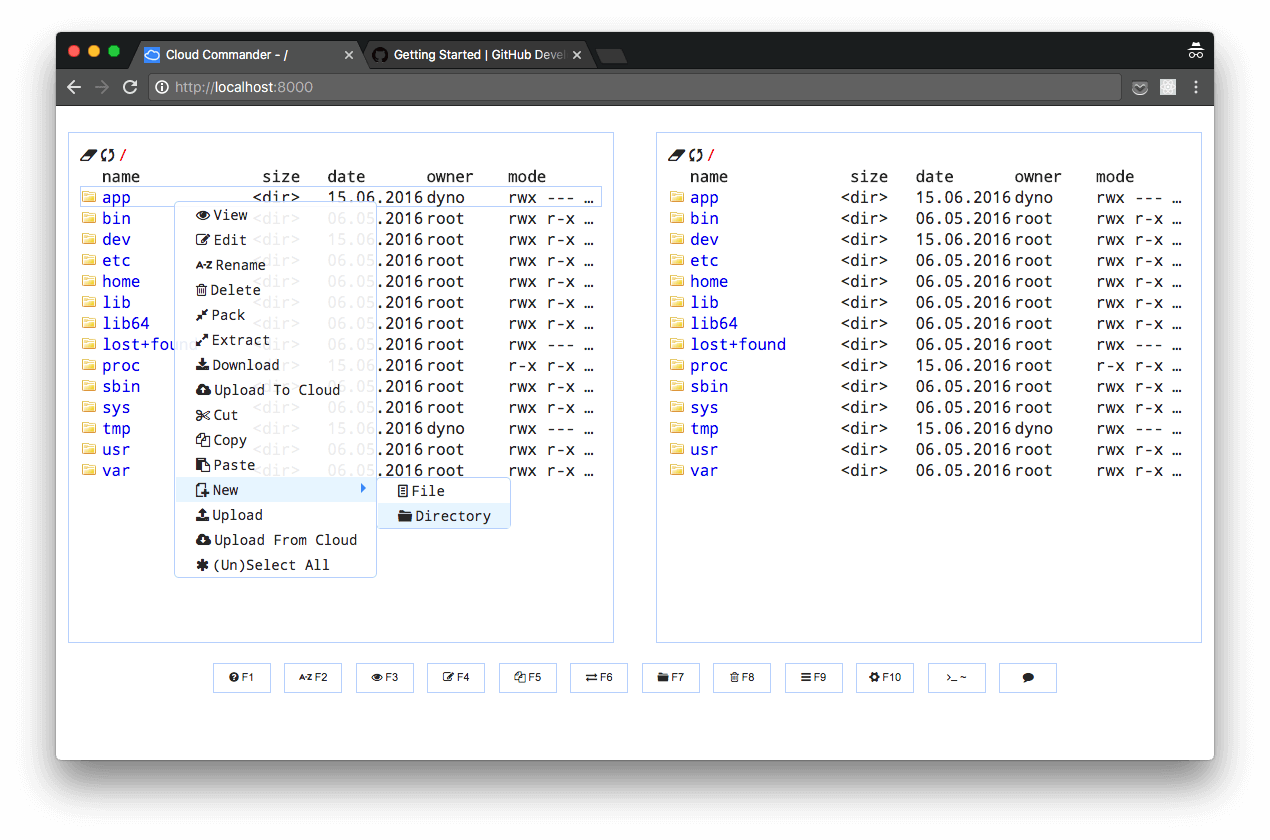 Cloud Commander - /
Getting Started | GitHub Deve
http://localhost:8000
/
name size date owner mode
app <dir> 15.06.2016 dyno rwx --- …
bin <dir> 06.05.2016 root rwx r-x …
dev <dir> 15.06.2016 root rwx r-x …
etc <dir> 06.05.2016 root rwx r-x …
home <dir> 06.05.2016 root rwx r-x …
lib <dir> 06.05.2016 root rwx r-x …
lib64 <dir> 06.05.2016 root rwx r-x …
lost+found <dir> 06.05.2016 root rwx --- …
proc <dir> 15.06.2016 root r-x r-x …
sbin <dir> 06.05.2016 root rwx r-x …
sys <dir> 06.05.2016 root rwx r-x …
tmp <dir> 15.06.2016 dyno rwx --- …
usr <dir> 06.05.2016 root rwx r-x …
var <dir> 06.05.2016 root rwx r-x …
View
Edit
A-Z Rename
Delete
Pack
Extract
Download
Upload To Cloud
Cut
Copy
Paste
New
Upload
Upload From Cloud
(Un)Select All
File
Directory
/
name size date owner mode
app <dir> 15.06.2016 dyno rwx --- …
bin <dir> 06.05.2016 root rwx r-x …
dev <dir> 15.06.2016 root rwx r-x …
etc <dir> 06.05.2016 root rwx r-x …
home <dir> 06.05.2016 root rwx r-x …
lib <dir> 06.05.2016 root rwx r-x …
lib64 <dir> 06.05.2016 root rwx r-x …
lost+found <dir> 06.05.2016 root rwx --- …
proc <dir> 15.06.2016 root r-x r-x …
sbin <dir> 06.05.2016 root rwx r-x …
sys <dir> 06.05.2016 root rwx r-x …
tmp <dir> 15.06.2016 dyno rwx --- …
usr <dir> 06.05.2016 root rwx r-x …
var <dir> 06.05.2016 root rwx r-x …
F1 A-Z F2 F3 F4 F5 F6 F7 F8 F9 F10 >_ ~